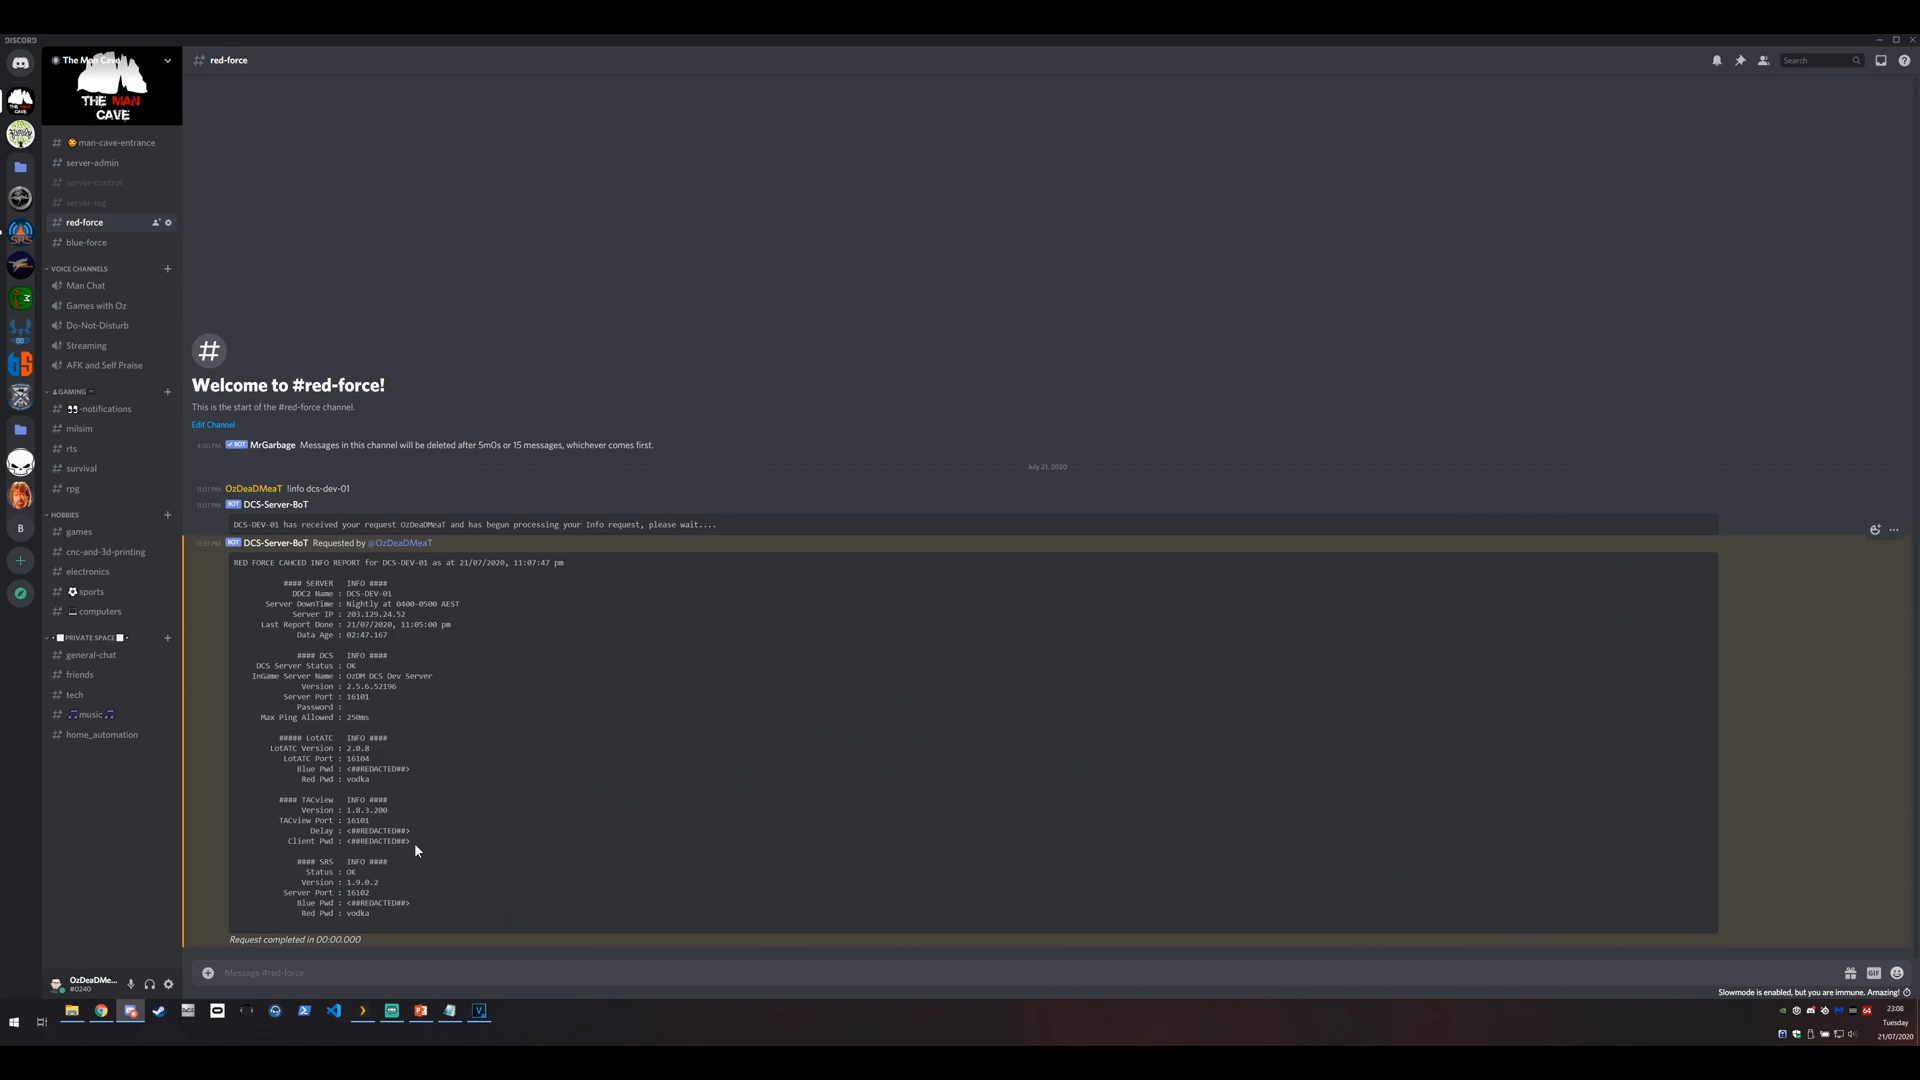 DISCORD
The Man Cave
THE MAN
CAVE
man-cave-entrance
server-admin
server-control
server-log
red-force
blue-force
VOICE CHANNELS
Man Chat
Games with Oz
Do-Not-Disturb
Streaming
AFK and Self Praise
GAMING
-notifications
milsim
rts
survival
rpg
HOBBIES
games
cnc-and-3d-printing
electronics
sports
computers
PRIVATE SPACE
general-chat
friends
tech
music
home_automation
OzDeaDMe...
#0240
red-force
Search
Welcome to #red-force!
This is the start of the #red-force channel.
Edit Channel
4:00 PM BOT MrGarbage Messages in this channel will be deleted after 5m0s or 15 messages, whichever comes first.
July 21, 2020
11:07 PM OzDeaDMeaT !info dcs-dev-01
11:07 PM BOT DCS-Server-BoT
DCS-DEV-01 has received your request OzDeaDMeaT and has begun processing your Info request, please wait....
11:07 PM BOT DCS-Server-BoT Requested by @OzDeaDMeaT
RED FORCE CAHCED INFO REPORT for DCS-DEV-01 as at 21/07/2020, 11:07:47 pm
#### SERVER INFO ####
DDC2 Name : DCS-DEV-01
Server DownTime : Nightly at 0400-0500 AEST
Server IP : 203.129.24.52
Last Report Done : 21/07/2020, 11:05:00 pm
Data Age : 02:47.167
#### DCS INFO ####
DCS Server Status : OK
InGame Server Name : OzDM DCS Dev Server
Version : 2.5.6.52196
Server Port : 16101
Password :
Max Ping Allowed : 250ms
##### LotATC INFO ####
LotATC Version : 2.0.8
LotATC Port : 16104
Blue Pwd : <##REDACTED##>
Red Pwd : vodka
#### TACview INFO ####
Version : 1.8.3.200
TACview Port : 16101
Delay : <##REDACTED##>
Client Pwd : <##REDACTED##>
#### SRS INFO ####
Status : OK
Version : 1.9.0.2
Server Port : 16102
Blue Pwd : <##REDACTED##>
Red Pwd : vodka
Request completed in 00:00.000
Message #red-force
GIF
Slowmode is enabled, but you are immune. Amazing!
64
23:08
Tuesday
21/07/2020